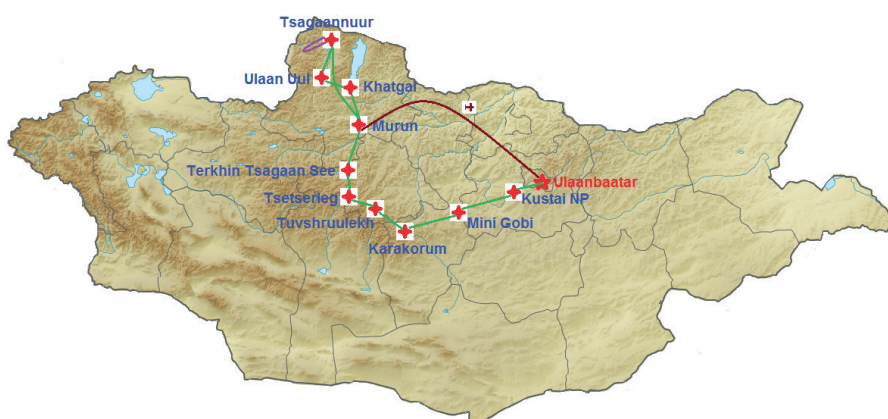 Tsagaannuur
Ulaan Uul
Khatgal
Murun
Terkhin Tsagaan See
Ulaanbaatar
Tsetserleg
Kustai NP
Tuvshruulekh
Mini Gobi
Karakorum